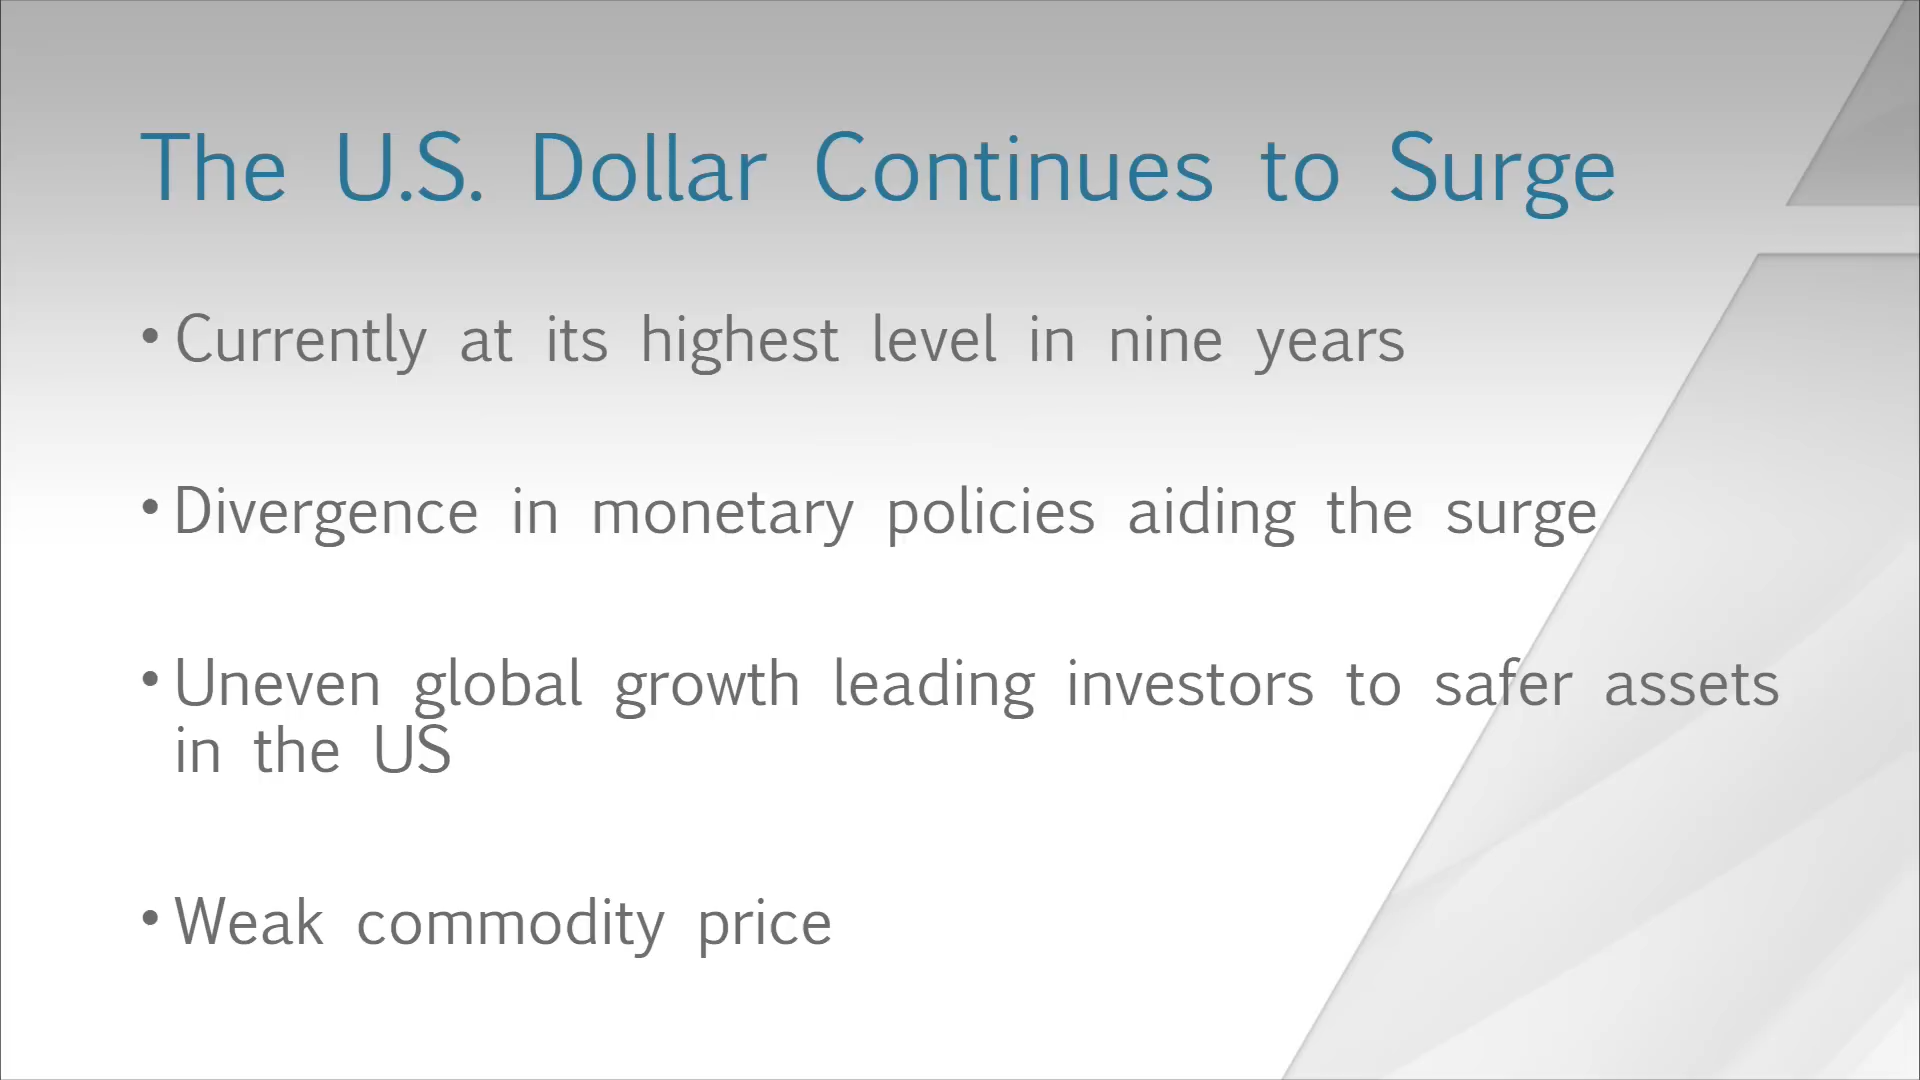 The U.S. Dollar Continues to Surge
• Currently at its highest level in nine years
• Divergence in monetary policies aiding the surge
• Uneven global growth leading investors to safer assets
in the US
• Weak commodity price